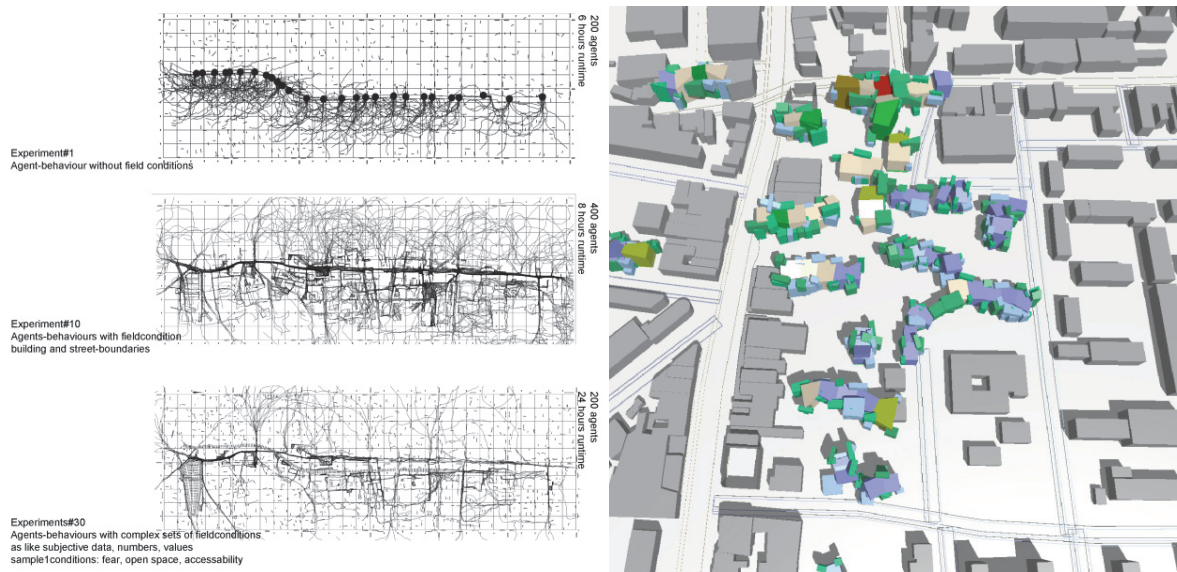 200 agents
6 hours runtime
Experiment#1
Agent-behaviour without field conditions
400 agents
8 hours runtime
Experiment#10
Agents-behaviours with fieldcondition
building and street-boundaries
200 agents
24 hours runtime
Experiments#30
Agents-behaviours with complex sets of fieldconditions
as like subjective data, numbers, values
sample1conditions: fear, open space, accessability